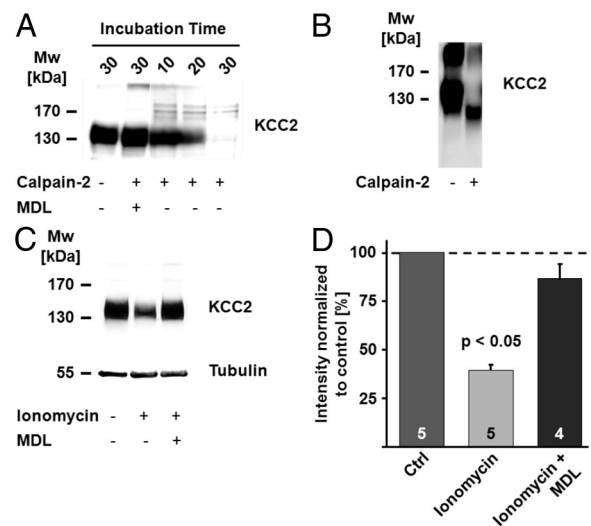 A
Incubation Time
Mw
[kDa]
30 30 10 20 30
170
130
KCC2
Calpain-2 - + + + +
MDL - + - - -
B
Mw
[kDa]
170
130
KCC2
Calpain-2 - +
C
Mw
[kDa]
170
130
KCC2
55
Tubulin
Ionomycin - + +
MDL - - +
D
Intensity normalized
to control [%]
100
75
50
25
p < 0.05
5 5 4
Ctrl
Ionomycin
Ionomycin +
MDL